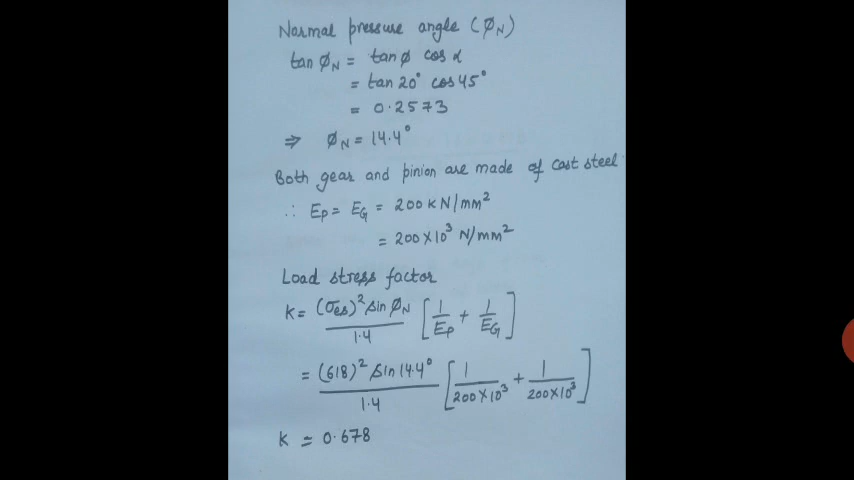 Normal pressure angle (ØN)
tan ØN = tan Ø cos α
= tan 20° cos 45°
= 0.2573
⇒ ØN = 14.4°
Both gear and pinion are made of cast steel.
∴ EP = EG = 200 kN/mm²
= 200×10³ N/mm²
Load stress factor
K = (σes)² sin ØN / 1.4 [1/EP + 1/EG]
= (618)² sin 14.4° / 1.4 [1/200×10³ + 1/200×10³]
K = 0.678